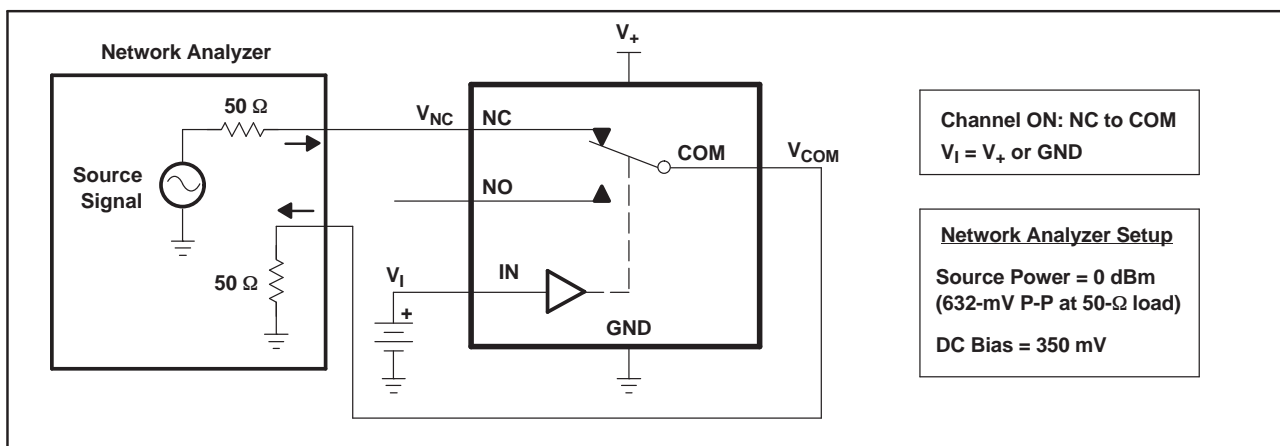 V+
Network Analyzer
50 Ω
VNC
NC
COM
VCOM
Source
Signal
NO
50 Ω
VI
IN
+
GND
Channel ON: NC to COM
VI = V+ or GND
Network Analyzer Setup
Source Power = 0 dBm
(632-mV P-P at 50-Ω load)
DC Bias = 350 mV